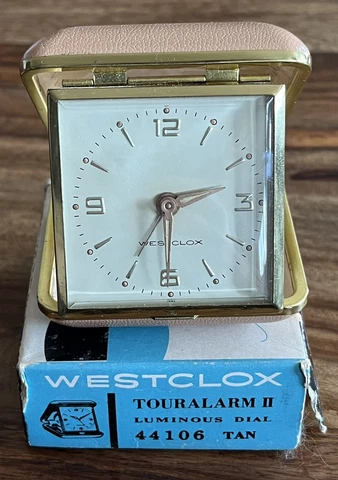 12
9 3
WESTCLOX
6
WESTCLOX
TOURALARM II
LUMINOUS DIAL
44106 TAN